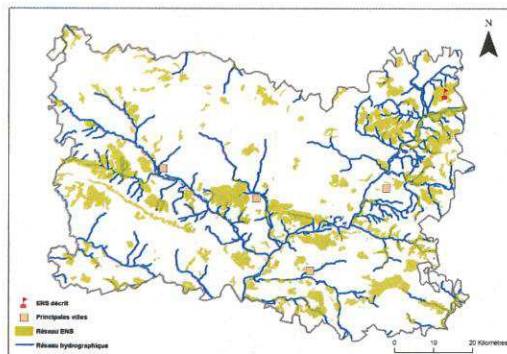 N
ENS décrit
Principales villes
Réseau ENS
Réseau hydrographique
0 10 20 Kilomètres